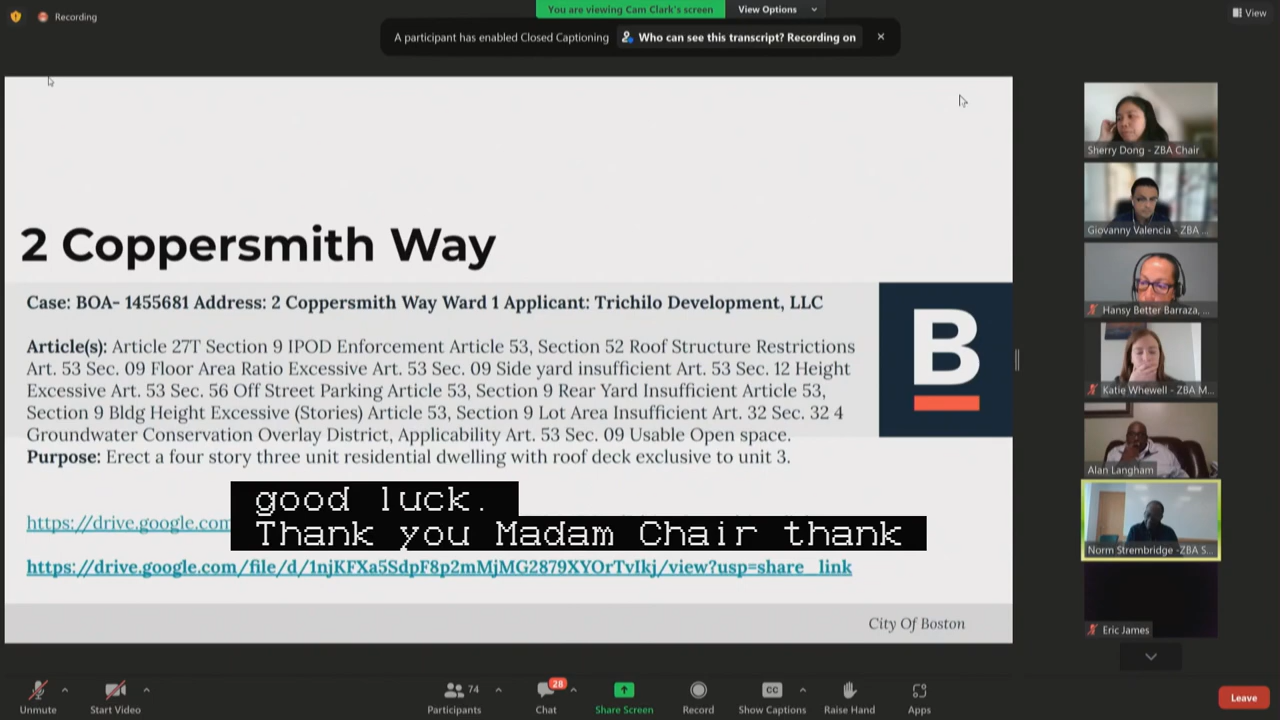 Recording
You are viewing Cam Clark's screen
View Options
View
A participant has enabled Closed Captioning
Who can see this transcript? Recording on
2 Coppersmith Way
Case: BOA- 1455681 Address: 2 Coppersmith Way Ward 1 Applicant: Trichilo Development, LLC
Article(s): Article 27T Section 9 IPOD Enforcement Article 53, Section 52 Roof Structure Restrictions
Art. 53 Sec. 09 Floor Area Ratio Excessive Art. 53 Sec. 09 Side yard insufficient Art. 53 Sec. 12 Height
Excessive Art. 53 Sec. 56 Off Street Parking Article 53, Section 9 Rear Yard Insufficient Article 53,
Section 9 Bldg Height Excessive (Stories) Article 53, Section 9 Lot Area Insufficient Art. 32 Sec. 32 4
Groundwater Conservation Overlay District, Applicability Art. 53 Sec. 09 Usable Open space.
Purpose: Erect a four story three unit residential dwelling with roof deck exclusive to unit 3.
B
good luck.
https://drive.google.com
Thank you Madam Chair thank
https://drive.google.com/file/d/1njKFXa5SdpF8p2mMjMG2879XYOrTvIkj/view?usp=share_link
City Of Boston
Sherry Dong - ZBA Chair
Giovanny Valencia - ZBA ...
Hansy Better Barraza, ...
Katie Whewell - ZBA M...
Alan Langham
Norm Strembridge -ZBA S...
Eric James
Unmute
Start Video
74
Participants
28
Chat
Share Screen
Record
CC
Show Captions
Raise Hand
Apps
Leave